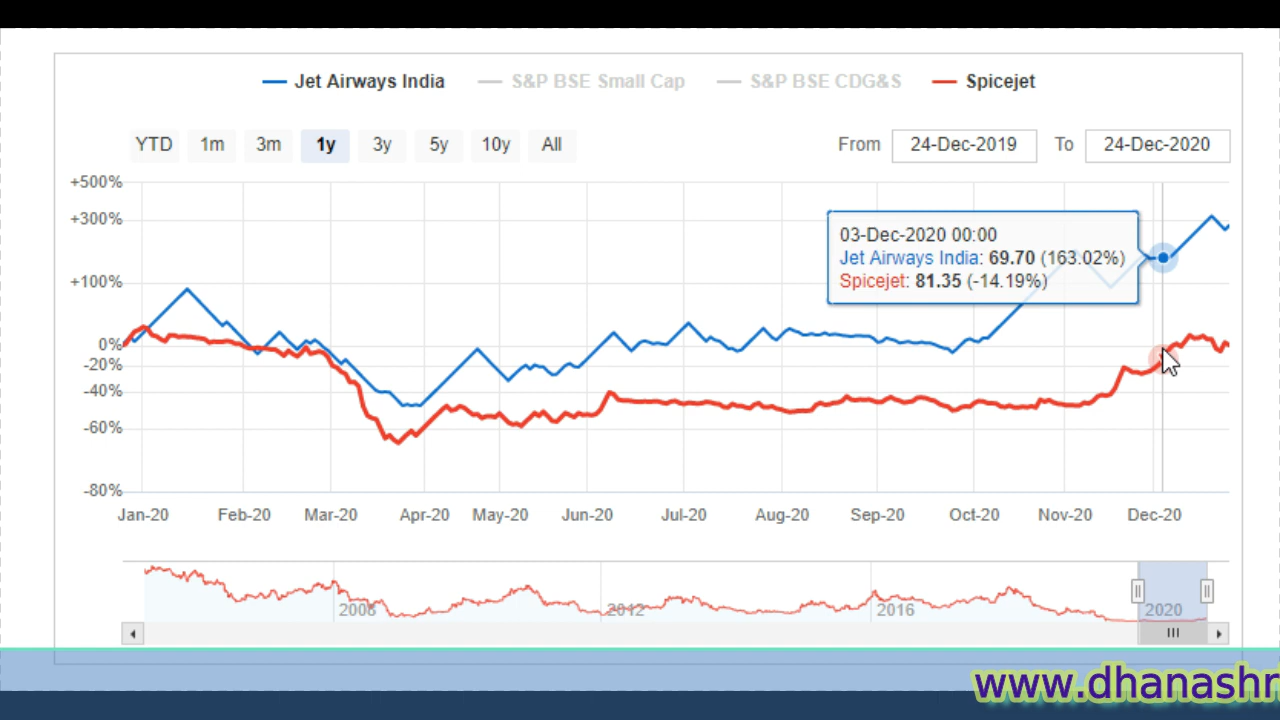 Jet Airways India S&P BSE Small Cap S&P BSE CDG&S Spicejet
YTD 1m 3m 1y 3y 5y 10y All From 24-Dec-2019 To 24-Dec-2020
+500%
+300%
03-Dec-2020 00:00
Jet Airways India: 69.70 (163.02%)
Spicejet: 81.35 (-14.19%)
+100%
0%
-20%
-40%
-60%
-80%
Jan-20 Feb-20 Mar-20 Apr-20 May-20 Jun-20 Jul-20 Aug-20 Sep-20 Oct-20 Nov-20 Dec-20
2008 2012 2016 2020
www.dhanashr